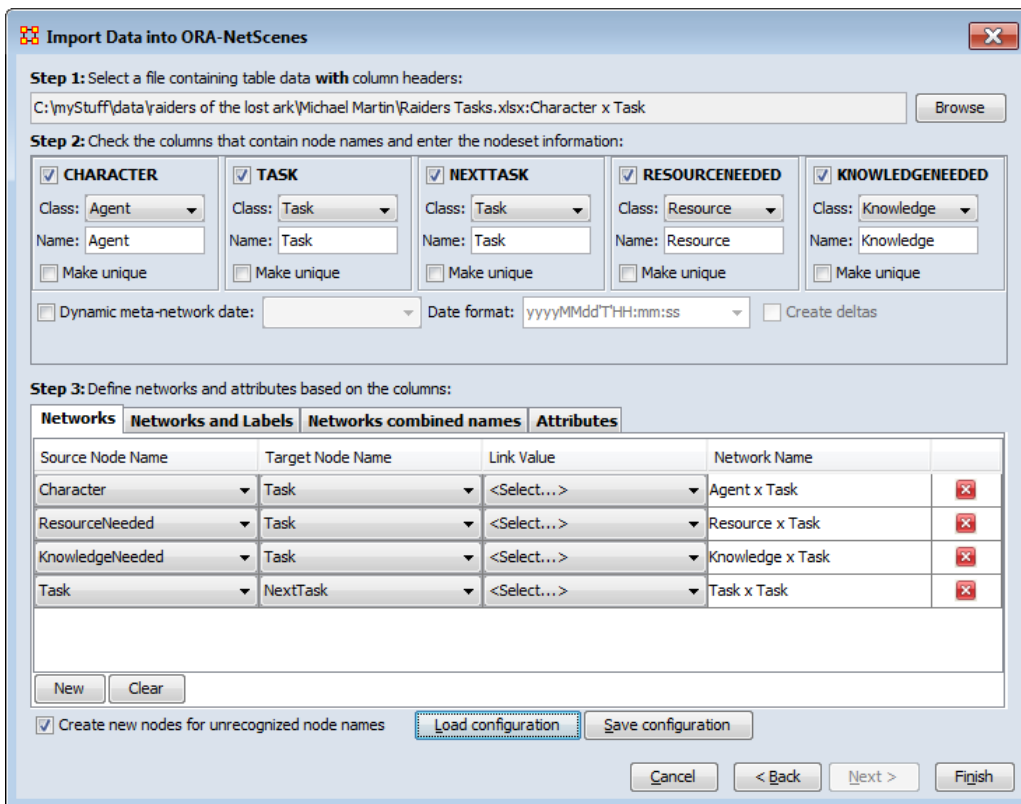 Import Data into ORA-NetScenes
Step 1: Select a file containing table data with column headers:
C:\myStuff\data\raiders of the lost ark\Michael Martin\Raiders Tasks.xlsx:Character x Task Browse
Step 2: Check the columns that contain node names and enter the nodeset information:
CHARACTER TASK NEXTTASK RESOURCENEEDED KNOWLEDGENEEDED
Class: Agent Class: Task Class: Task Class: Resource Class: Knowledge
Name: Agent Name: Task Name: Task Name: Resource Name: Knowledge
Make unique Make unique Make unique Make unique Make unique
Dynamic meta-network date: Date format: yyyyMMdd'T'HH:mm:ss Create deltas
Step 3: Define networks and attributes based on the columns:
Networks Networks and Labels Networks combined names Attributes
Source Node Name Target Node Name Link Value Network Name
Character Task <Select...> Agent x Task
ResourceNeeded Task <Select...> Resource x Task
KnowledgeNeeded Task <Select...> Knowledge x Task
Task NextTask <Select...> Task x Task
New Clear
Create new nodes for unrecognized node names Load configuration Save configuration
Cancel < Back Next > Finish